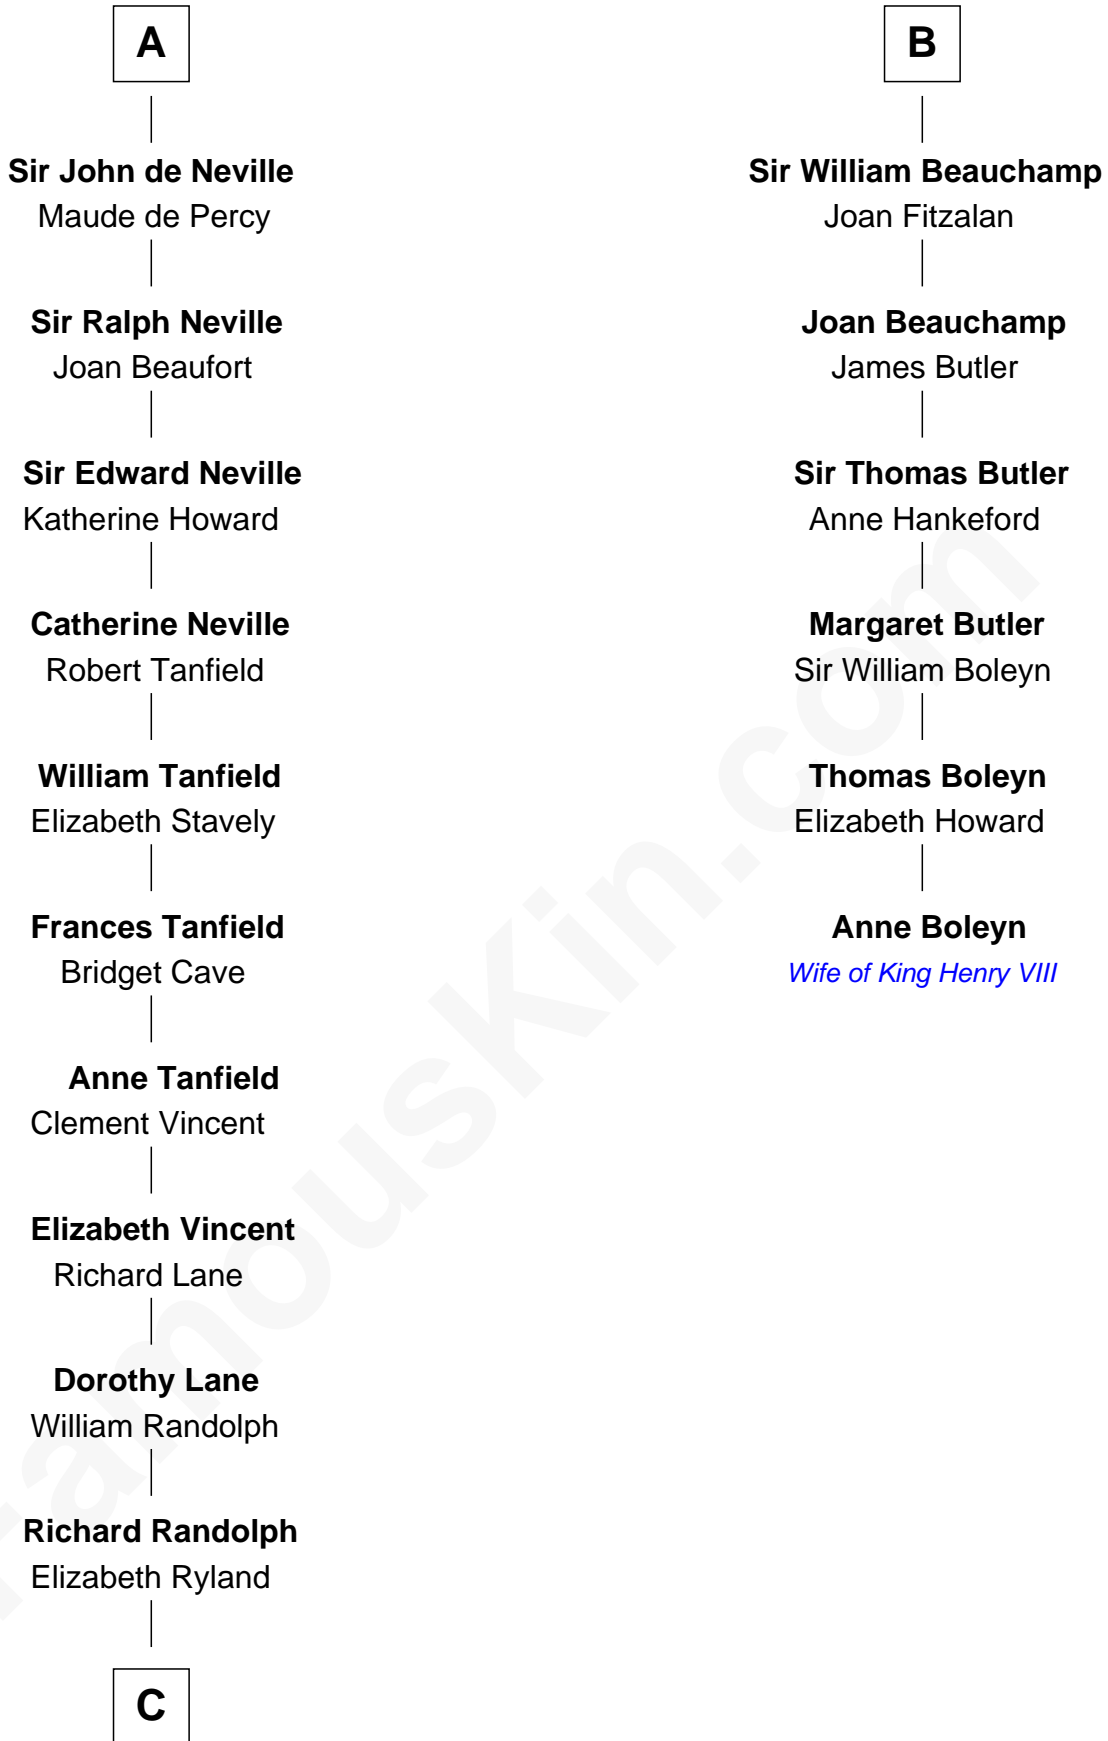 A
Sir John de Neville
Maude de Percy
Sir Ralph Neville
Joan Beaufort
Sir Edward Neville
Katherine Howard
Catherine Neville
Robert Tanfield
William Tanfield
Elizabeth Stavely
Frances Tanfield
Bridget Cave
Anne Tanfield
Clement Vincent
Elizabeth Vincent
Richard Lane
Dorothy Lane
William Randolph
Richard Randolph
Elizabeth Ryland
C
B
Sir William Beauchamp
Joan Fitzalan
Joan Beauchamp
James Butler
Sir Thomas Butler
Anne Hankeford
Margaret Butler
Sir William Boleyn
Thomas Boleyn
Elizabeth Howard
Anne Boleyn
Wife of King Henry VIII
FamousKin.com